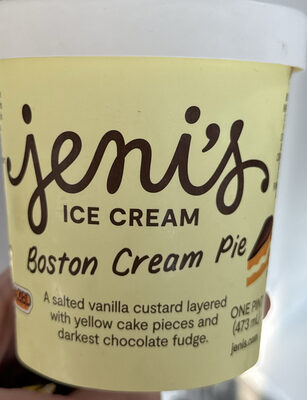 jeni's
ICE CREAM
Boston Cream Pie
A salted vanilla custard layered
with yellow cake pieces and
darkest chocolate fudge.
ONE PINT
(473 mL)
jenis.com